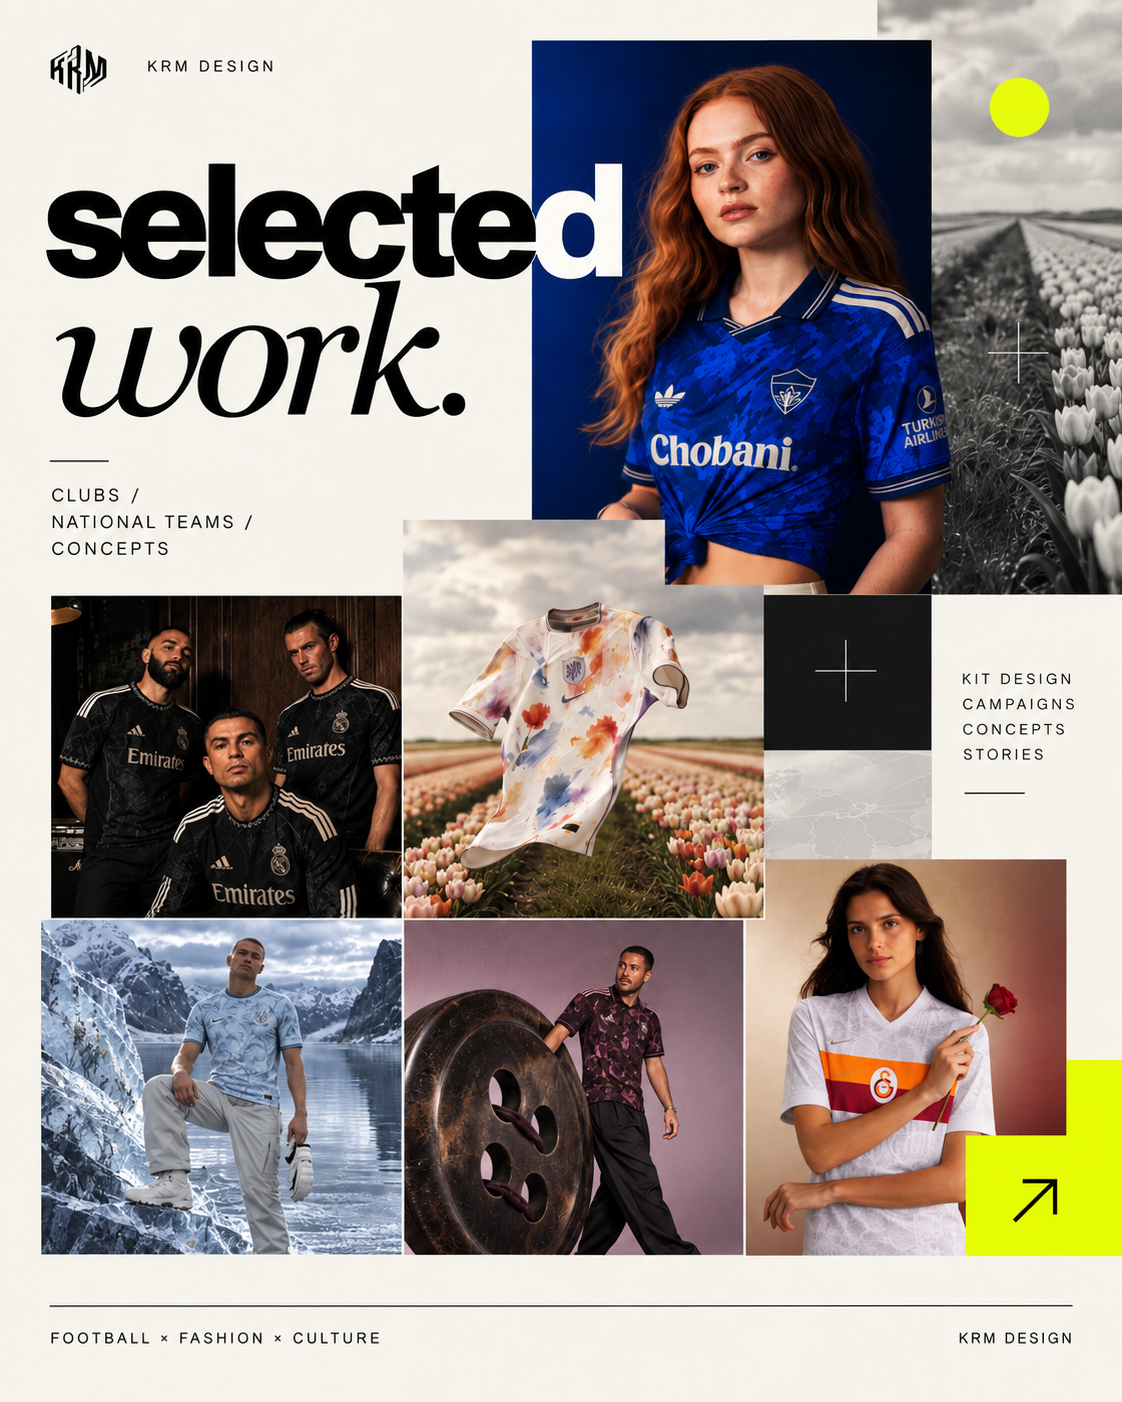 KRM
KRM DESIGN
selected
work.
CLUBS /
NATIONAL TEAMS /
CONCEPTS
Chobani.
TURKISH
AIRLINES
Emirates
Emirates
Emirates
KIT DESIGN
CAMPAIGNS
CONCEPTS
STORIES
FOOTBALL × FASHION × CULTURE
KRM DESIGN